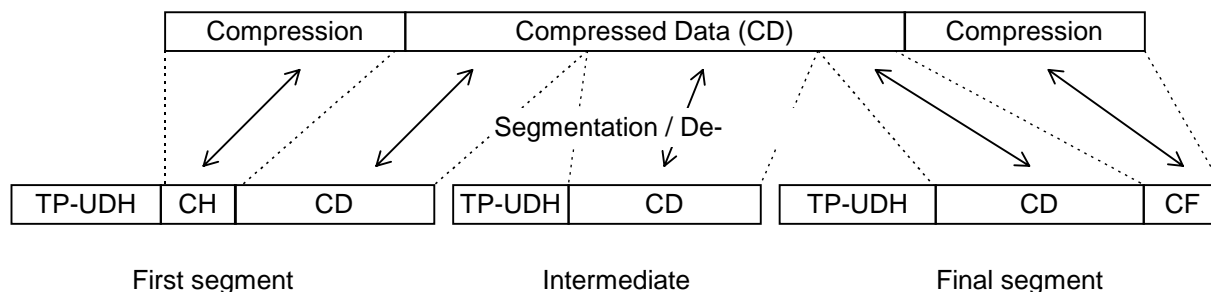 Compression Compressed Data (CD) Compression
Segmentation / De-
TP-UDH CH CD TP-UDH CD TP-UDH CD CF
First segment Intermediate Final segment